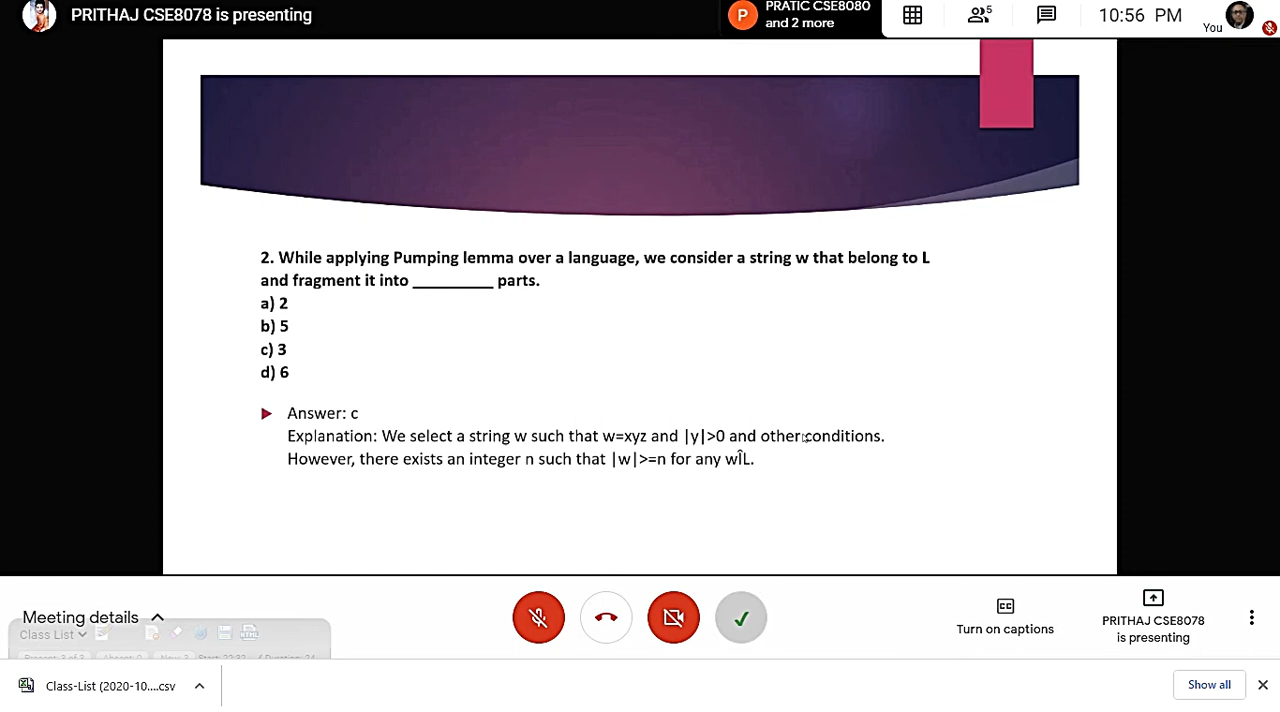 PRITHAJ CSE8078 is presenting
P
PRATIC CSE8080
and 2 more
5
10:56 PM
You
2. While applying Pumping lemma over a language, we consider a string w that belong to L
and fragment it into _________ parts.
a) 2
b) 5
c) 3
d) 6
Answer: c
Explanation: We select a string w such that w=xyz and |y|>0 and other conditions.
However, there exists an integer n such that |w|>=n for any wÎL.
Meeting details
Class List
HTML
CC
Turn on captions
PRITHAJ CSE8078
is presenting
Class-List (2020-10....csv
Show all